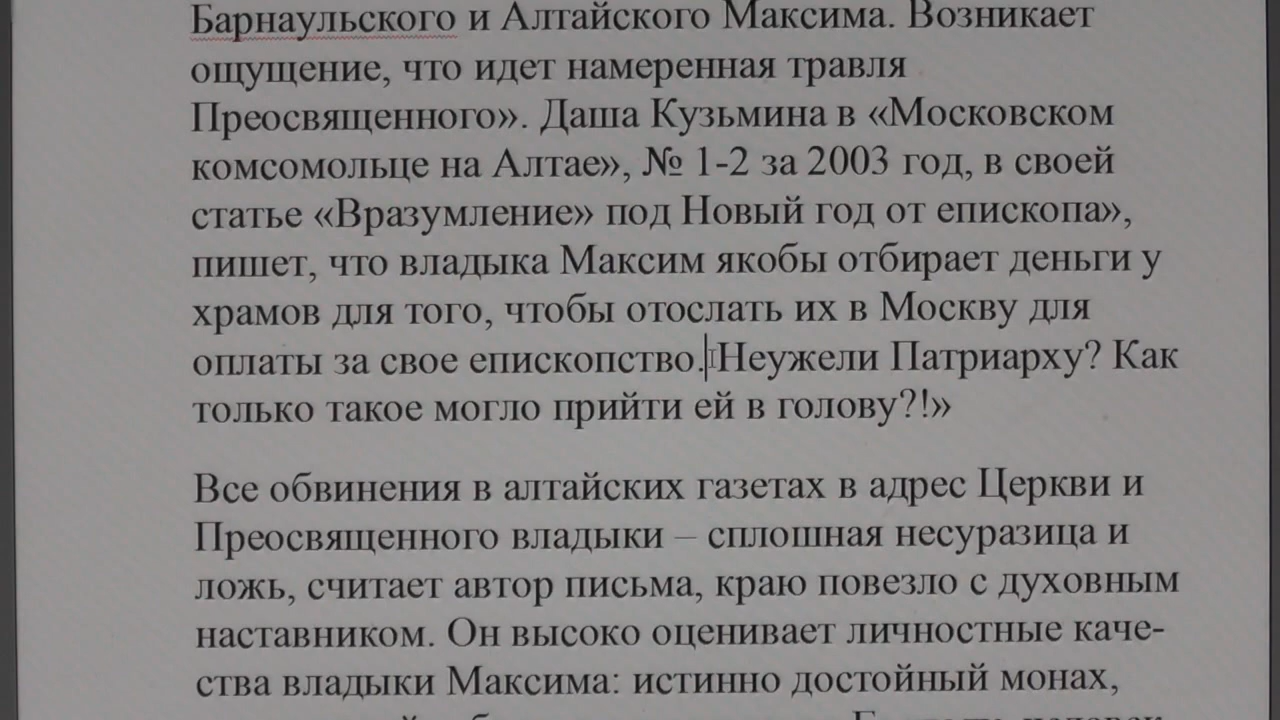 Барнаульского и Алтайского Максима. Возникает
ощущение, что идет намеренная травля
Преосвященного». Даша Кузьмина в «Московском
комсомольце на Алтае», № 1-2 за 2003 год, в своей
статье «Вразумление» под Новый год от епископа»,
пишет, что владыка Максим якобы отбирает деньги у
храмов для того, чтобы отослать их в Москву для
оплаты за свое епископство. Неужели Патриарху? Как
только такое могло прийти ей в голову?!»
Все обвинения в алтайских газетах в адрес Церкви и
Преосвященного владыки – сплошная несуразица и
ложь, считает автор письма, краю повезло с духовным
наставником. Он высоко оценивает личностные каче-
ства владыки Максима: истинно достойный монах,